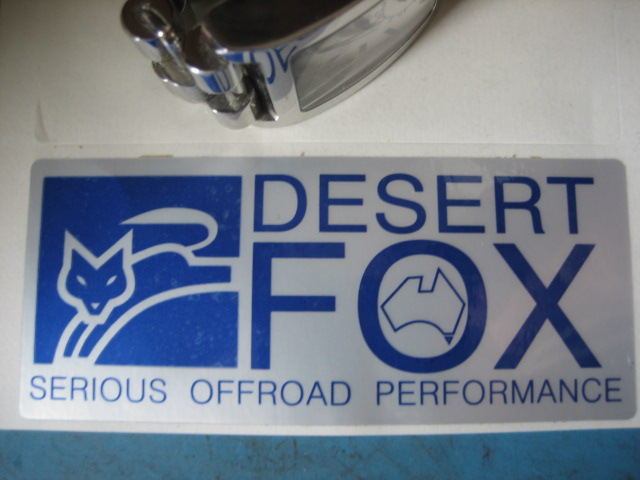 DESERT
FOX
SERIOUS OFFROAD PERFORMANCE